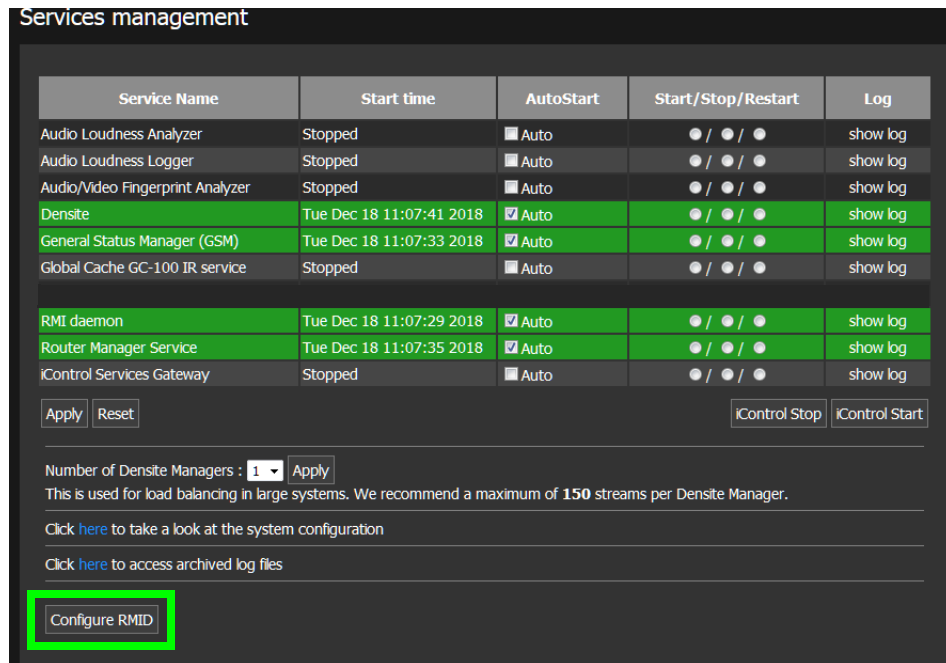 Services management
Service Name Start time AutoStart Start/Stop/Restart Log
Audio Loudness Analyzer Stopped Auto / / show log
Audio Loudness Logger Stopped Auto / / show log
Audio/Video Fingerprint Analyzer Stopped Auto / / show log
Densite Tue Dec 18 11:07:41 2018 Auto / / show log
General Status Manager (GSM) Tue Dec 18 11:07:33 2018 Auto / / show log
Global Cache GC-100 IR service Stopped Auto / / show log
RMI daemon Tue Dec 18 11:07:29 2018 Auto / / show log
Router Manager Service Tue Dec 18 11:07:35 2018 Auto / / show log
iControl Services Gateway Stopped Auto / / show log
Apply Reset iControl Stop iControl Start
Number of Densite Managers : 1 Apply
This is used for load balancing in large systems. We recommend a maximum of 150 streams per Densite Manager.
Click here to take a look at the system configuration
Click here to access archived log files
Configure RMID